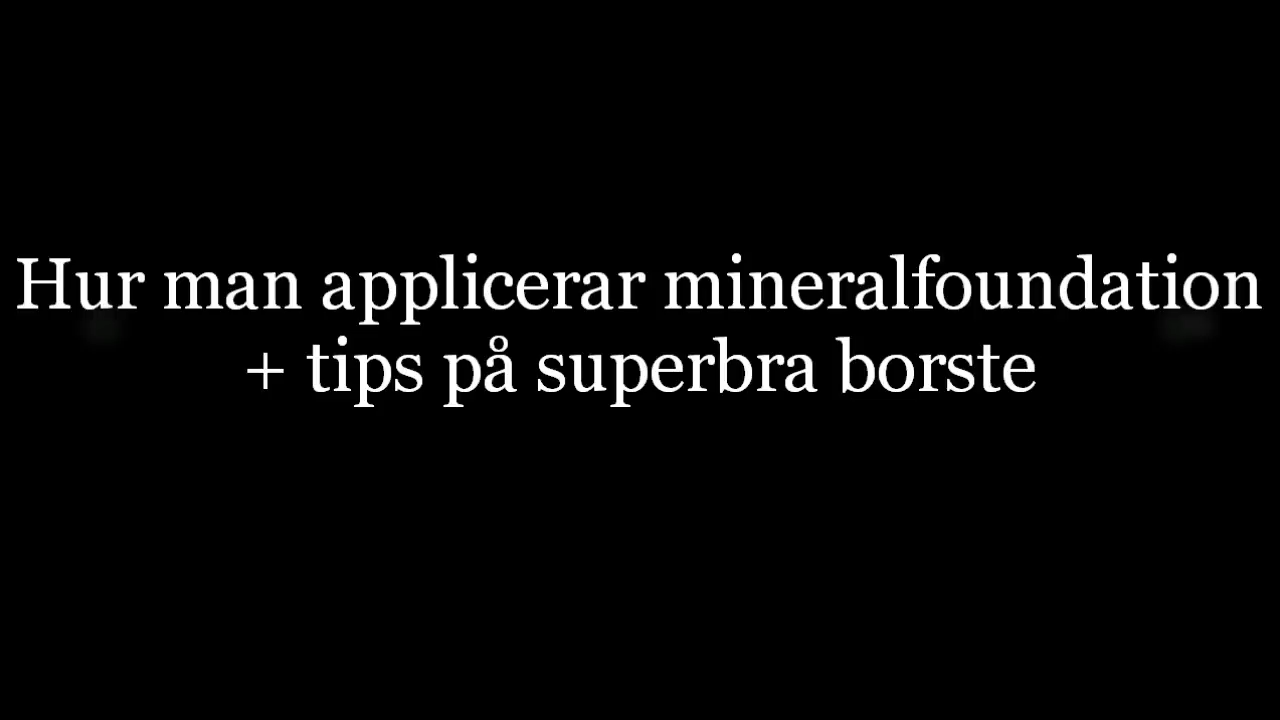 Hur man applicerar mineralfoundation
+ tips på superbra borste